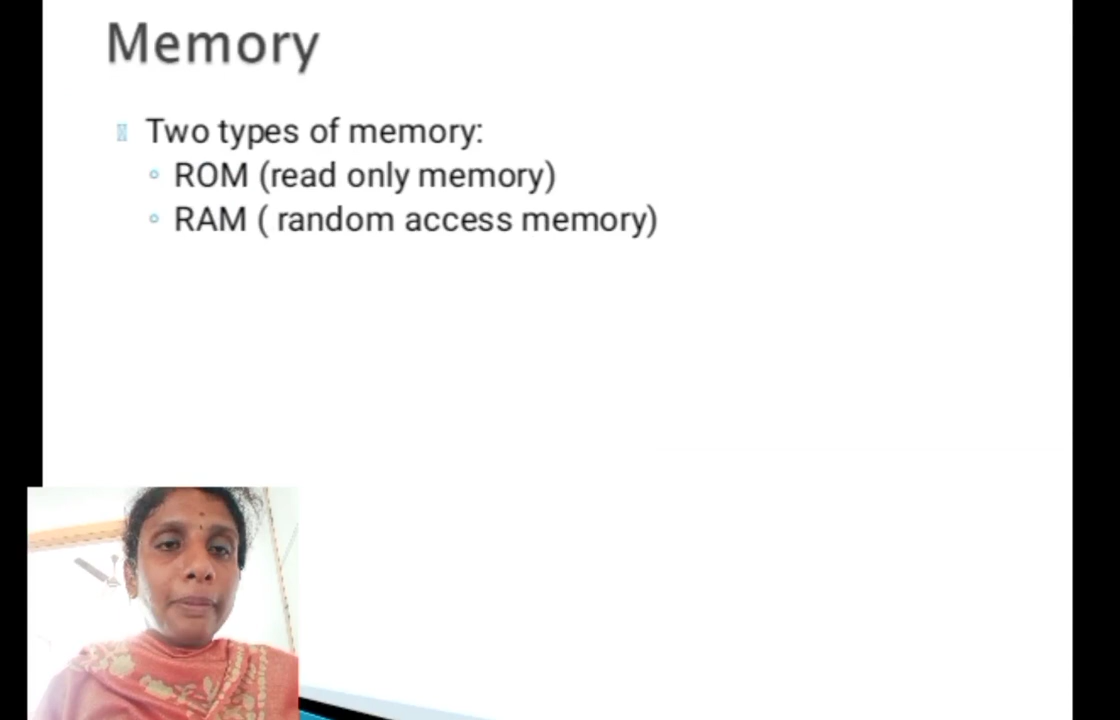 Memory
Two types of memory:
ROM (read only memory)
RAM ( random access memory)